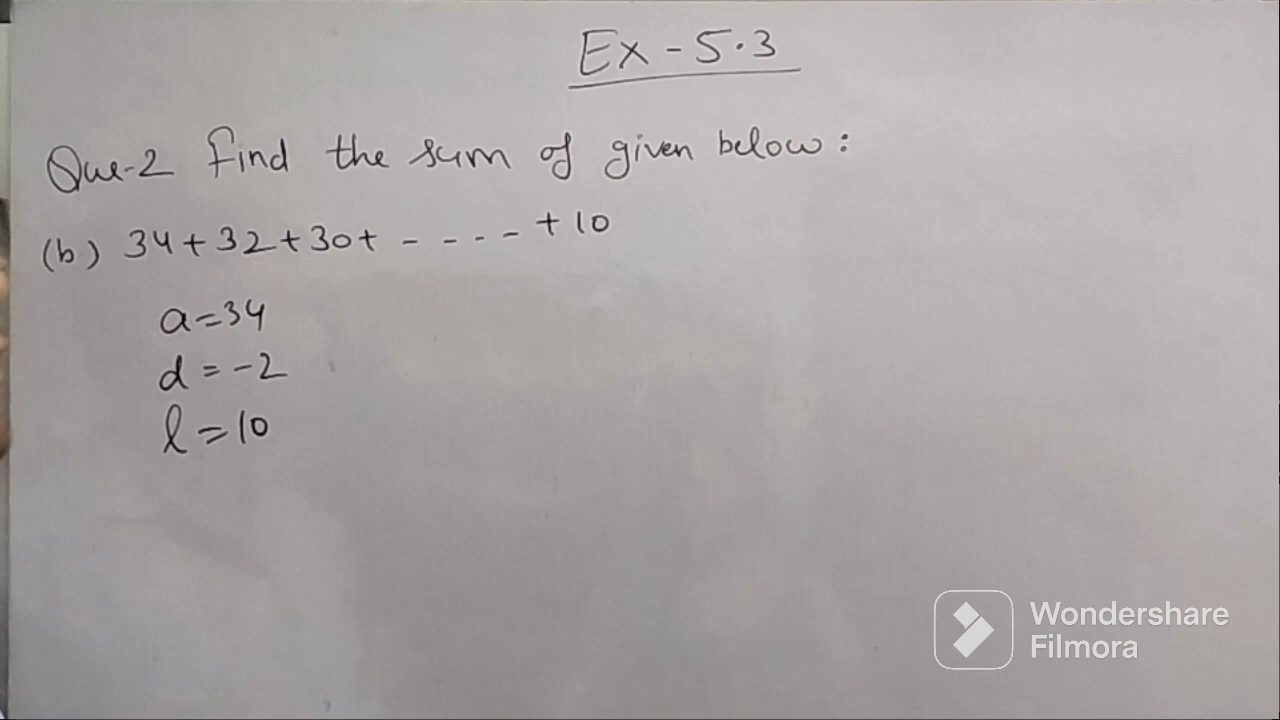 Ex - 5.3
Que-2 Find the sum of given below:
(b) 34+32+30+ ----- +10
a=34
d=-2
l=10
Wondershare
Filmora